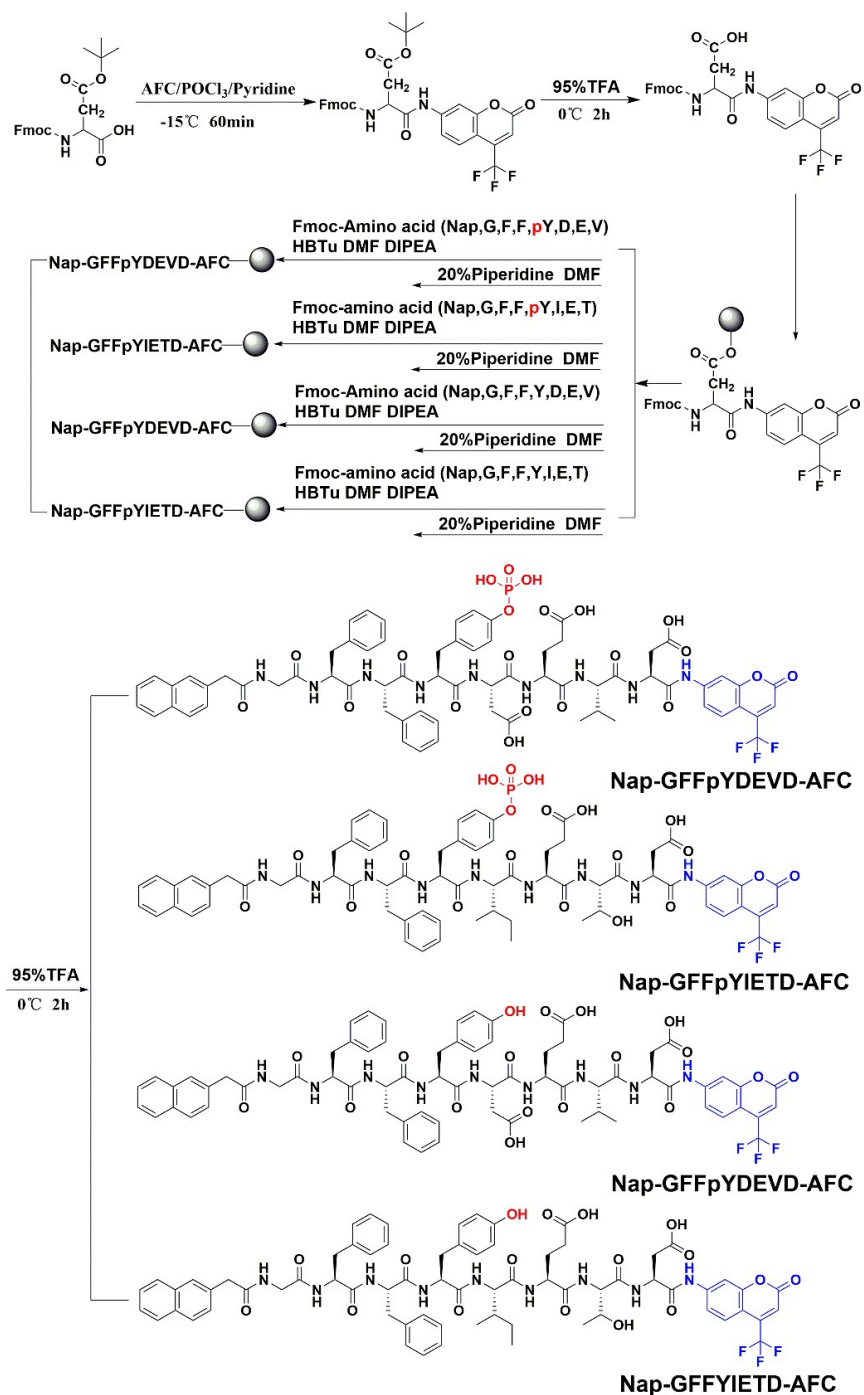 AFC/POCl3/Pyridine
-15℃ 60min
95%TFA
0℃ 2h
Fmoc-Amino acid (Nap,G,F,F,pY,D,E,V)
HBTu DMF DIPEA
Nap-GFFpYDEVD-AFC
20%Piperidine DMF
Fmoc-amino acid (Nap,G,F,F,pY,I,E,T)
HBTu DMF DIPEA
Nap-GFFpYIETD-AFC
20%Piperidine DMF
Fmoc-Amino acid (Nap,G,F,F,Y,D,E,V)
HBTu DMF DIPEA
Nap-GFFpYDEVD-AFC
20%Piperidine DMF
Fmoc-amino acid (Nap,G,F,F,Y,I,E,T)
HBTu DMF DIPEA
Nap-GFFpYIETD-AFC
20%Piperidine DMF
Nap-GFFpYDEVD-AFC
Nap-GFFpYIETD-AFC
95%TFA
0℃ 2h
Nap-GFFpYDEVD-AFC
Nap-GFFYIETD-AFC